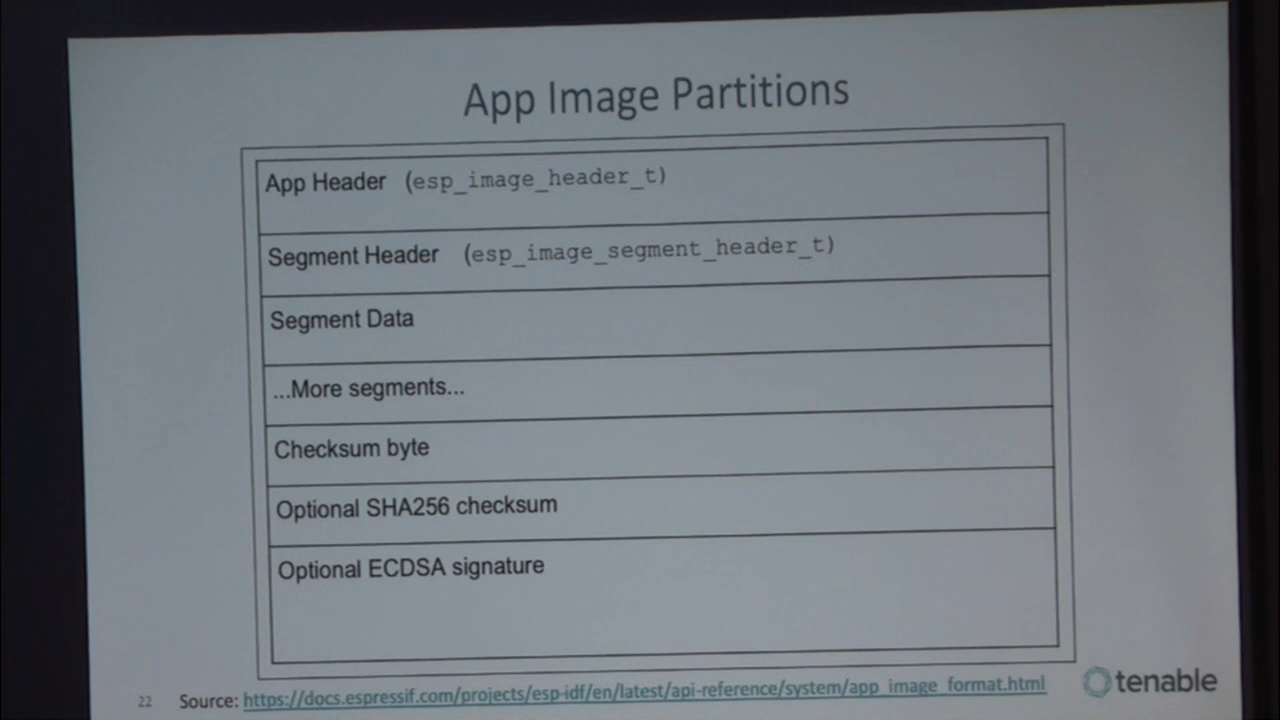 App Image Partitions
App Header (esp_image_header_t)
Segment Header (esp_image_segment_header_t)
Segment Data
...More segments...
Checksum byte
Optional SHA256 checksum
Optional ECDSA signature
22 Source: https://docs.espressif.com/projects/esp-idf/en/latest/api-reference/system/app_image_format.html
tenable